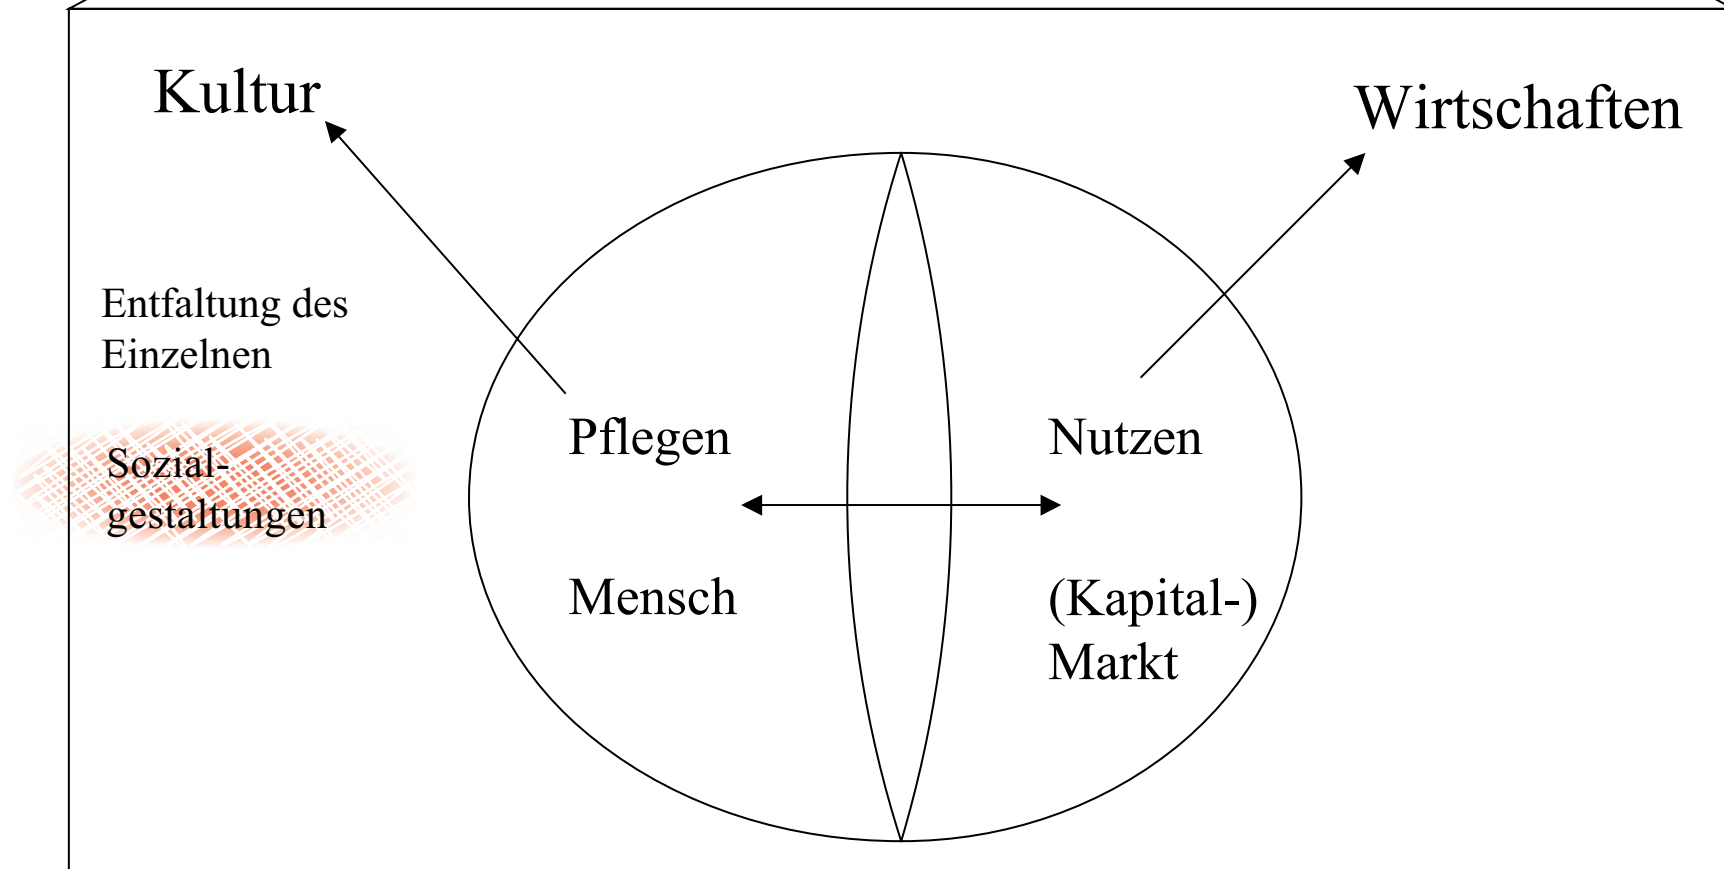 Kultur
Wirtschaften
Entfaltung des
Einzelnen
Sozial-
gestaltungen
Pflegen
Nutzen
Mensch
(Kapital-)
Markt